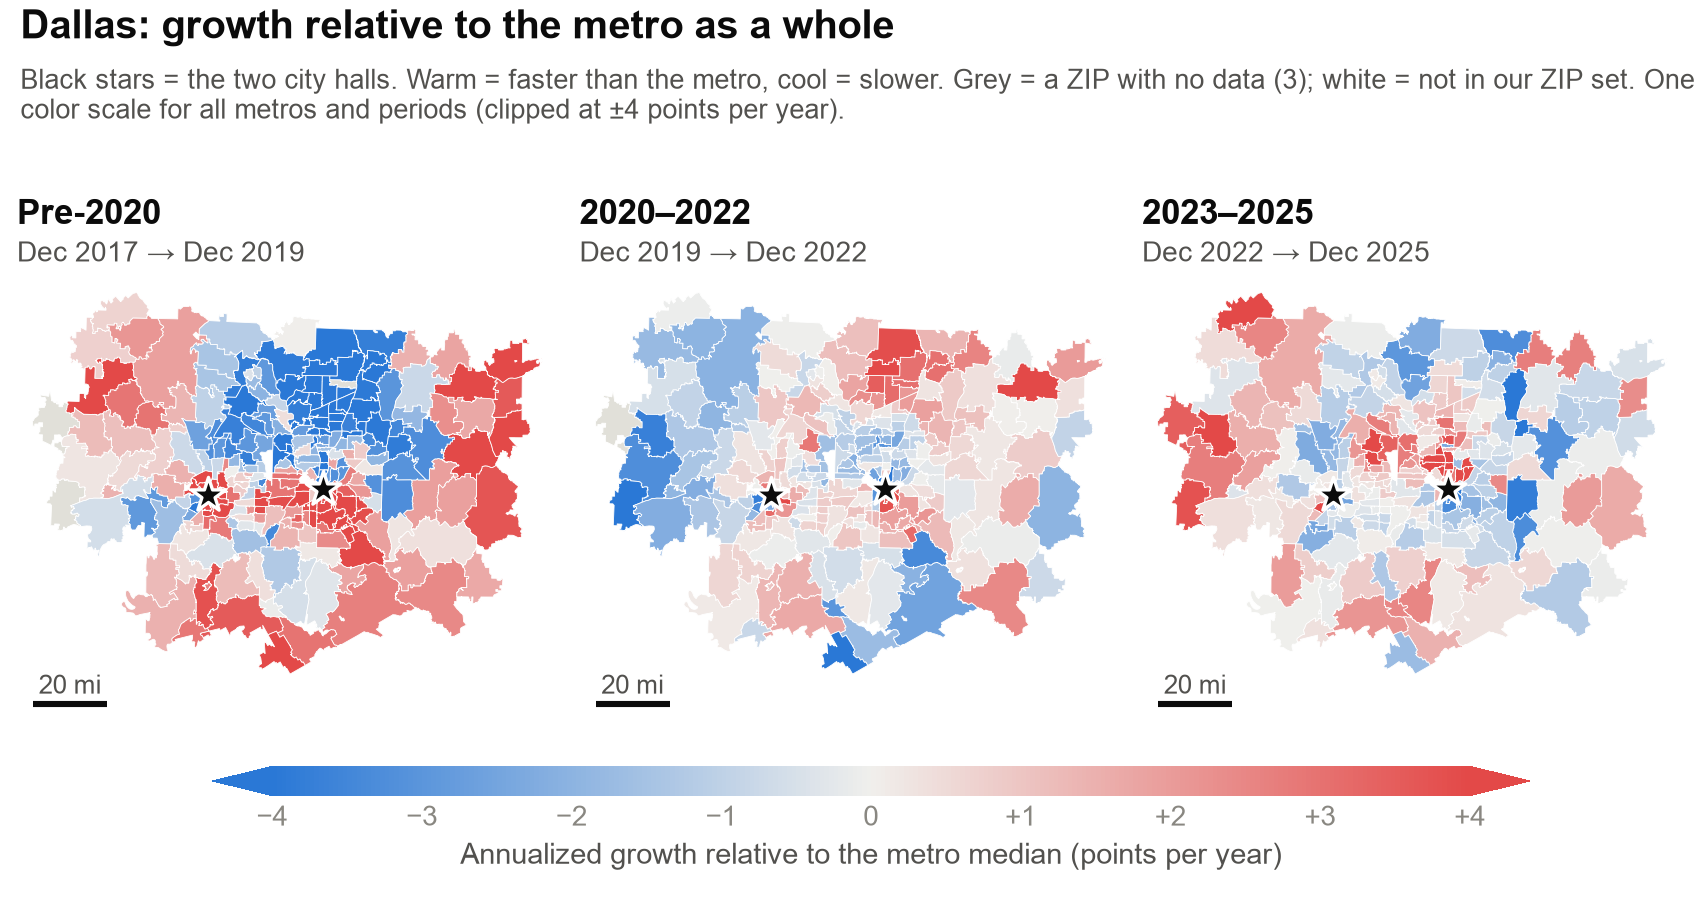 Dallas: growth relative to the metro as a whole
Black stars = the two city halls. Warm = faster than the metro, cool = slower. Grey = a ZIP with no data (3); white = not in our ZIP set. One
color scale for all metros and periods (clipped at ±4 points per year).
Pre-2020
Dec 2017 → Dec 2019
2020–2022
Dec 2019 → Dec 2022
2023–2025
Dec 2022 → Dec 2025
20 mi
20 mi
20 mi
−4 −3 −2 −1 0 +1 +2 +3 +4
Annualized growth relative to the metro median (points per year)